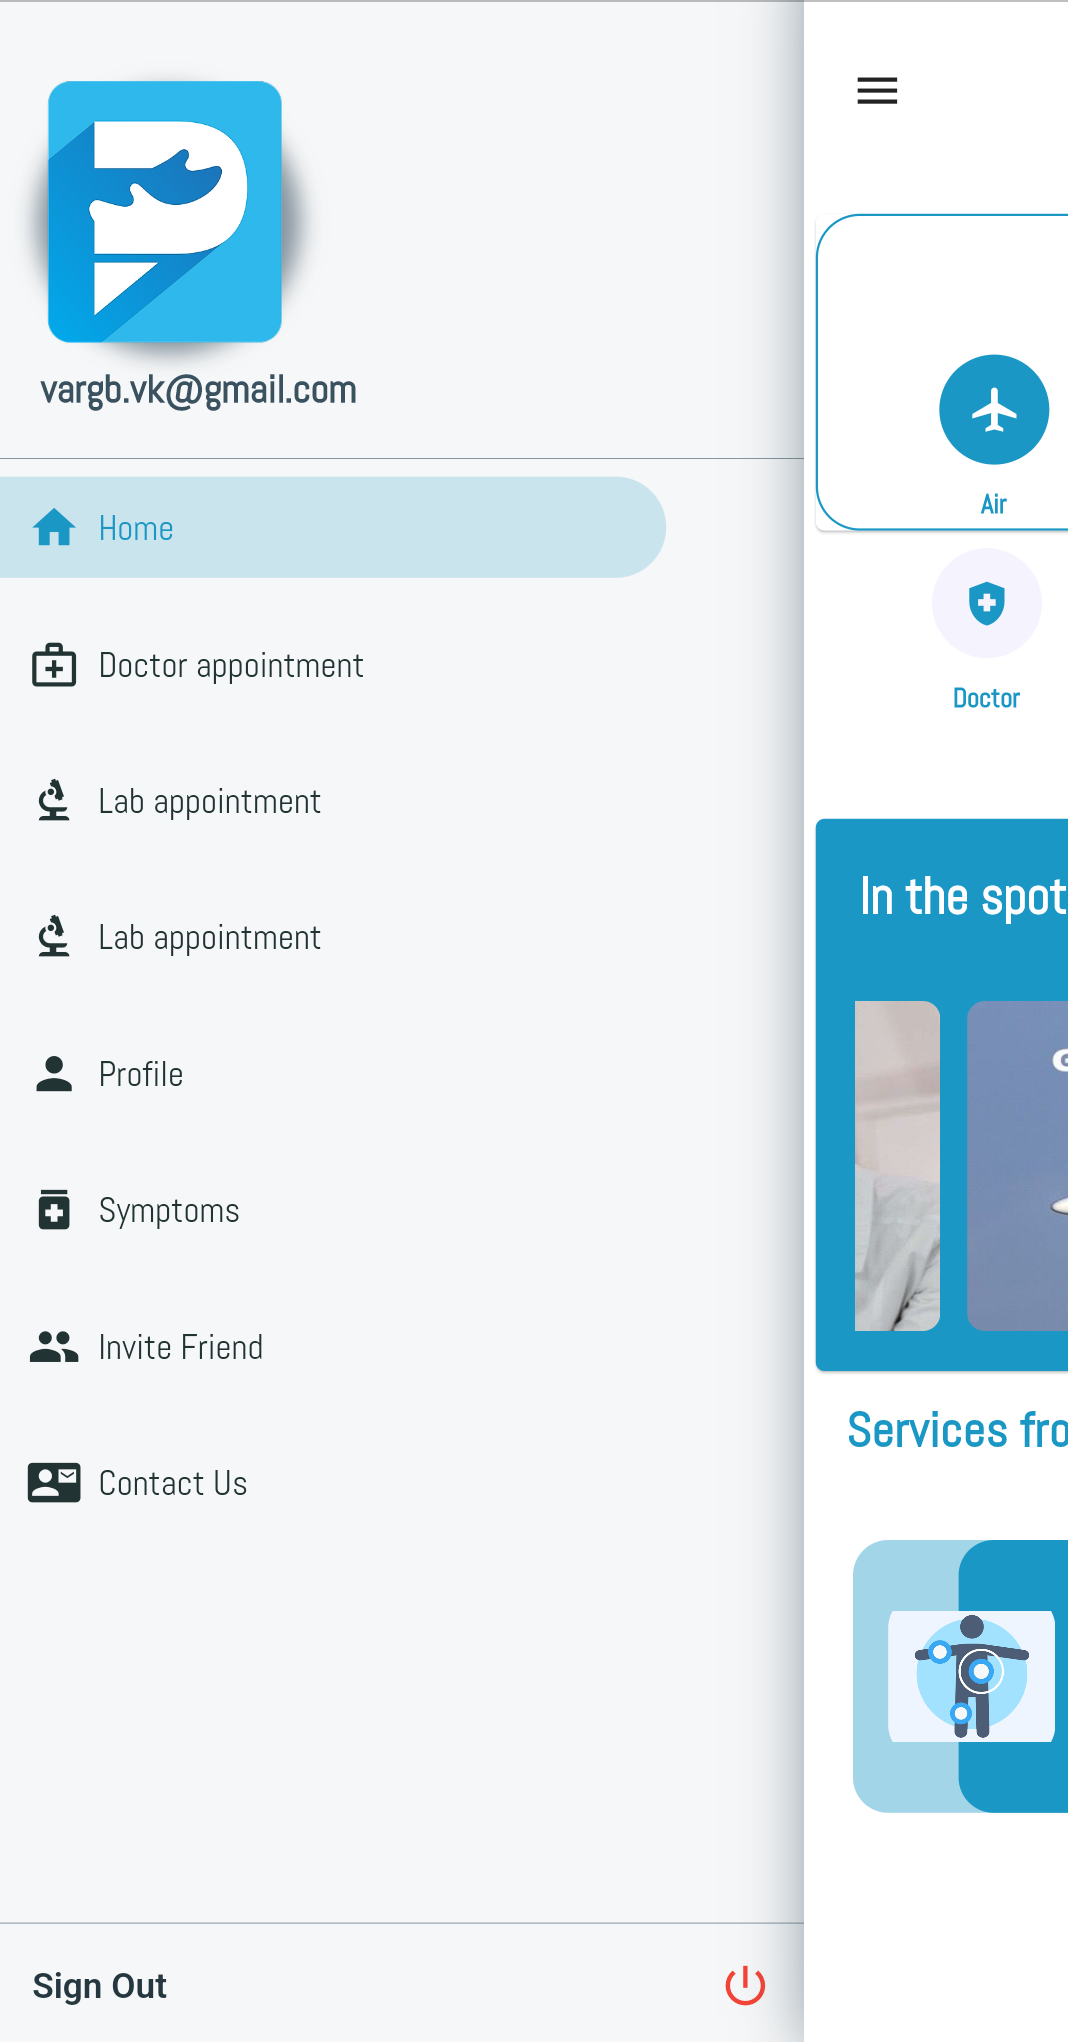 vargb.vk@gmail.com
Home
Doctor appointment
Lab appointment
Lab appointment
Profile
Symptoms
Invite Friend
Contact Us
Sign Out
Air
Doctor
In the spot
G
Services fro